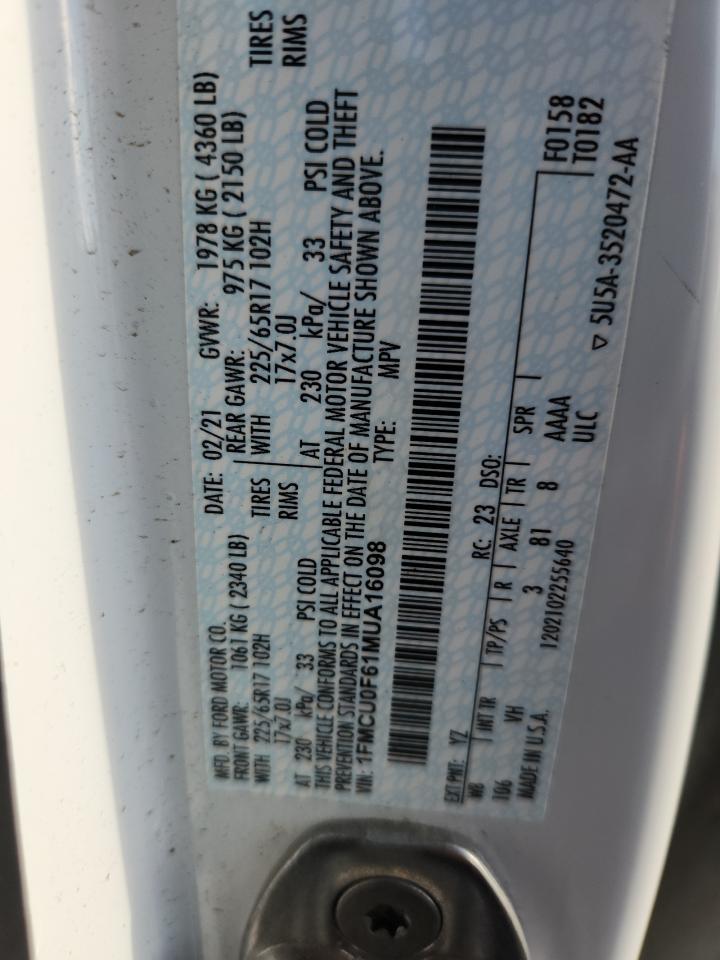 MFD. BY FORD MOTOR CO. DATE: 02/21 GVWR: 1978 KG ( 4360 LB)
FRONT GAWR: 1061 KG ( 2340 LB) REAR GAWR: 975 KG ( 2150 LB)
WITH 225/65R17 102H TIRES WITH 225/65R17 102H TIRES
17x7.0J RIMS 17x7.0J RIMS
AT 230 kPa/ 33 PSI COLD AT 230 kPa/ 33 PSI COLD
THIS VEHICLE CONFORMS TO ALL APPLICABLE FEDERAL MOTOR VEHICLE SAFETY AND THEFT
PREVENTION STANDARDS IN EFFECT ON THE DATE OF MANUFACTURE SHOWN ABOVE.
VIN: 1FMCU0F61MUA16098 TYPE: MPV
EXT PNT: YZ RC: 23 DSO:
WB INT TR TP/PS R AXLE TR SPR F0158
106 VH 3 81 8 AAAA T0182
MADE IN U.S.A. 1202102255640 ULC 5U5A-3520472-AA